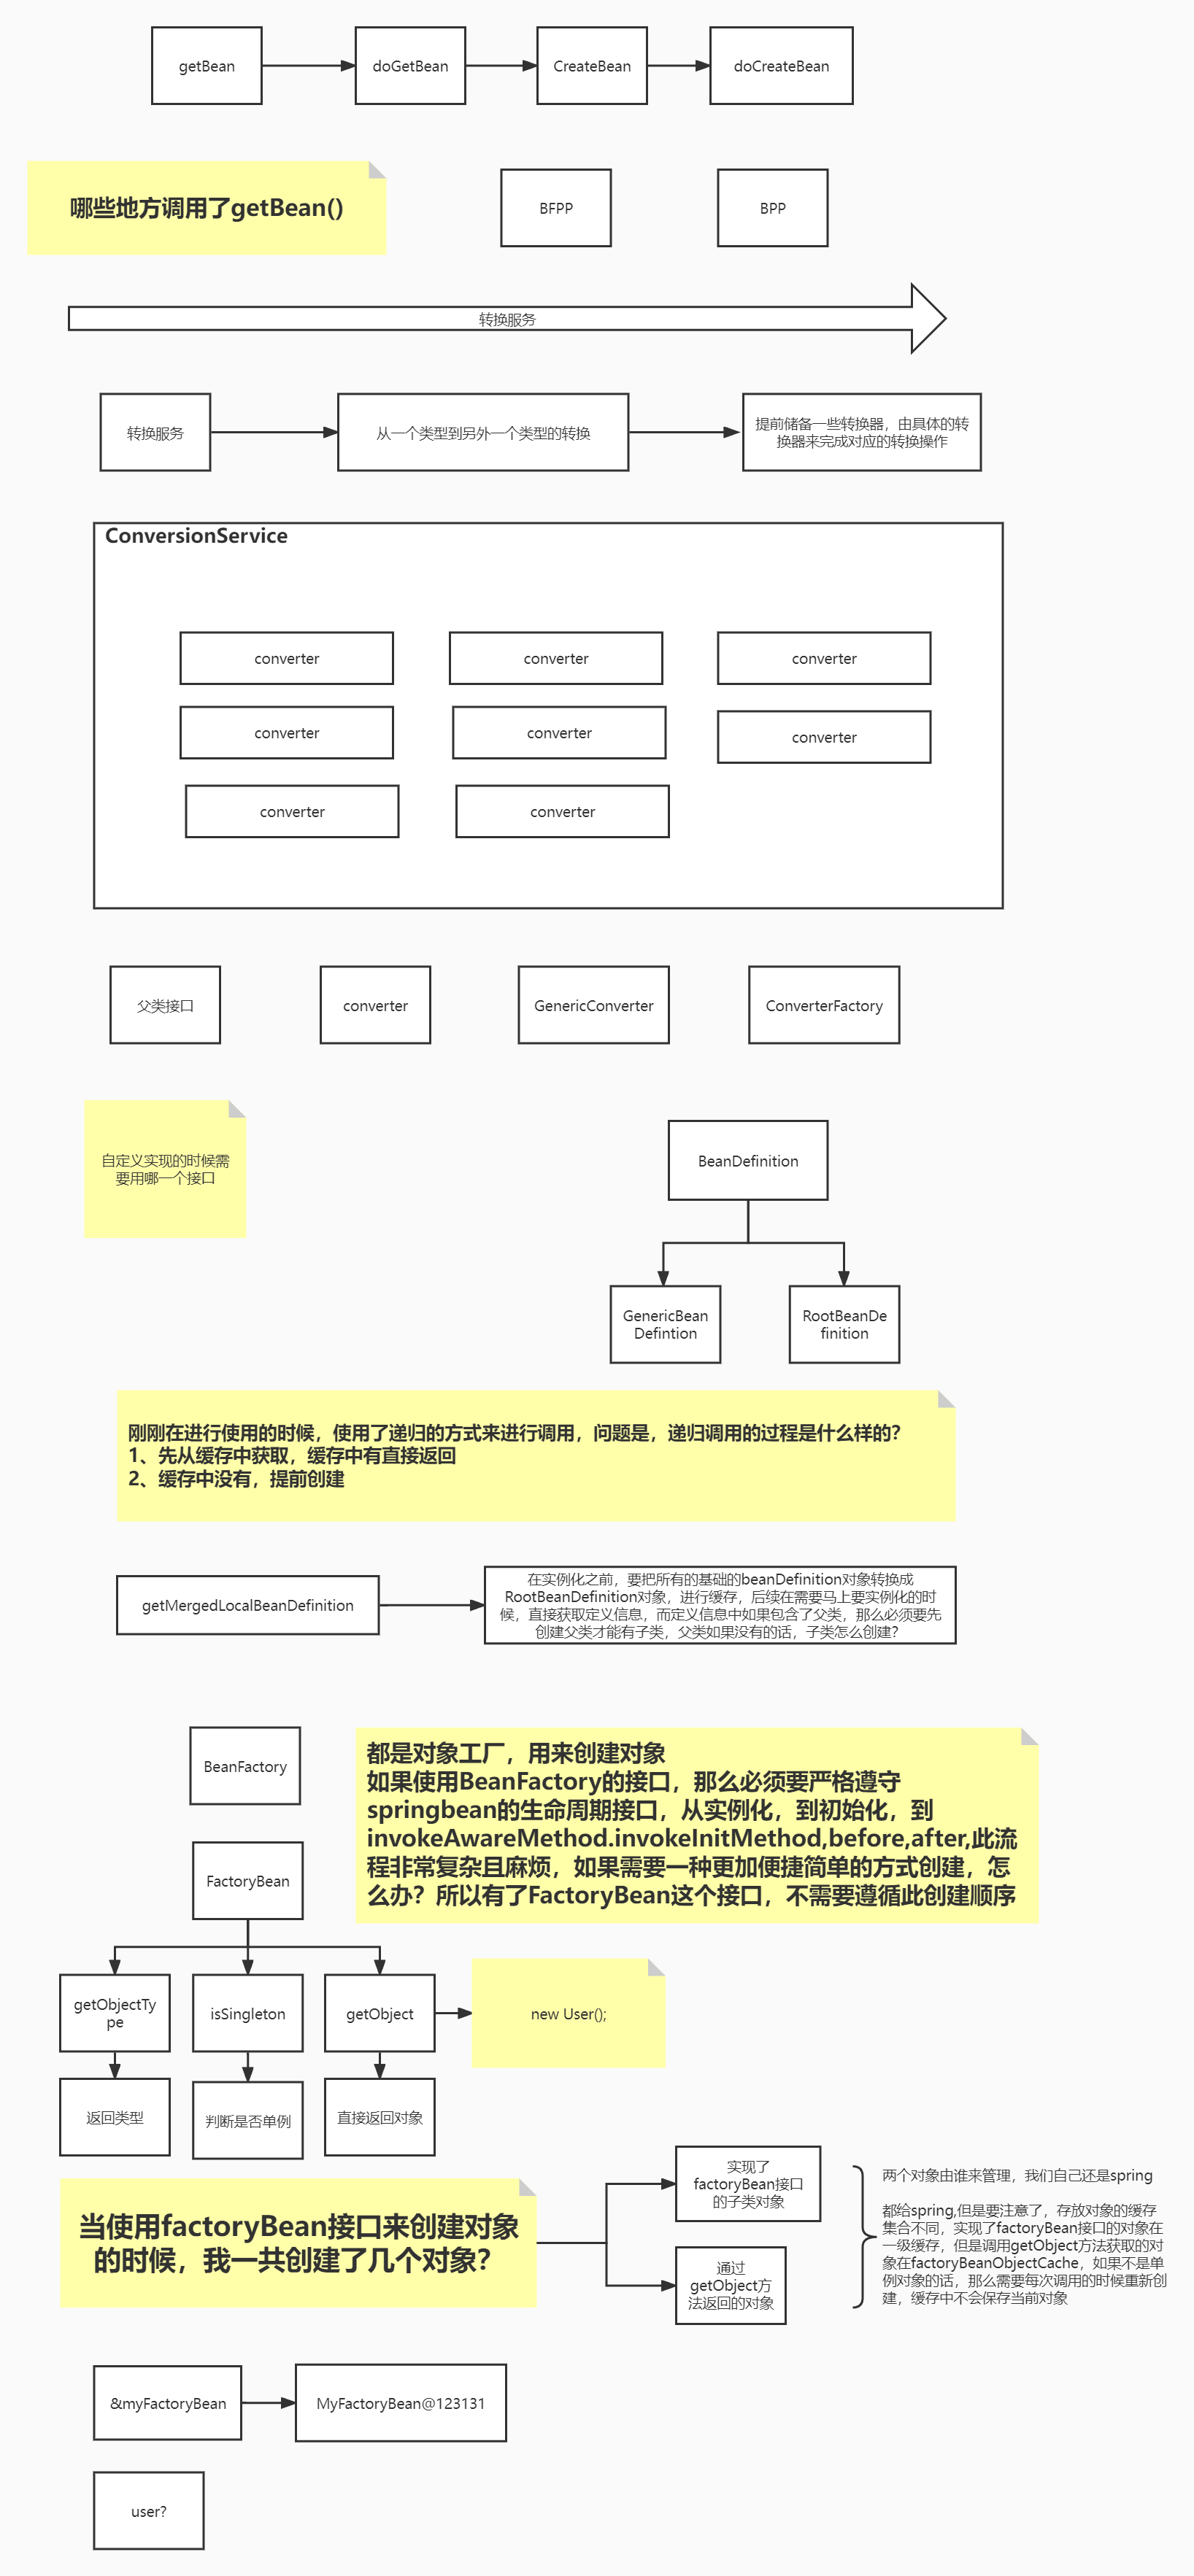 getBean
doGetBean
CreateBean
doCreateBean
哪些地方调用了getBean()
BFPP
BPP
转换服务
转换服务
从一个类型到另外一个类型的转换
提前储备一些转换器，由具体的转
换器来完成对应的转换操作
ConversionService
converter
converter
converter
converter
converter
converter
converter
converter
父类接口
converter
GenericConverter
ConverterFactory
自定义实现的时候需
要用哪一个接口
BeanDefinition
GenericBean
Defintion
RootBeanDe
finition
刚刚在进行使用的时候，使用了递归的方式来进行调用，问题是，递归调用的过程是什么样的？
1、先从缓存中获取，缓存中有直接返回
2、缓存中没有，提前创建
getMergedLocalBeanDefinition
在实例化之前，要把所有的基础的beanDefinition对象转换成
RootBeanDefinition对象，进行缓存，后续在需要马上要实例化的时
候，直接获取定义信息，而定义信息中如果包含了父类，那么必须要先
创建父类才能有子类，父类如果没有的话，子类怎么创建？
BeanFactory
都是对象工厂，用来创建对象
如果使用BeanFactory的接口，那么必须要严格遵守
springbean的生命周期接口，从实例化，到初始化，到
invokeAwareMethod.invokeInitMethod,before,after,此流
程非常复杂且麻烦，如果需要一种更加便捷简单的方式创建，怎
么办？所以有了FactoryBean这个接口，不需要遵循此创建顺序
FactoryBean
getObjectTy
pe
isSingleton
getObject
new User();
返回类型
判断是否单例
直接返回对象
当使用factoryBean接口来创建对象
的时候，我一共创建了几个对象？
实现了
factoryBean接口
的子类对象
通过
getObject方
法返回的对象
两个对象由谁来管理，我们自己还是spring
都给spring,但是要注意了，存放对象的缓存
集合不同，实现了factoryBean接口的对象在
一级缓存，但是调用getObject方法获取的对
象在factoryBeanObjectCache，如果不是单
例对象的话，那么需要每次调用的时候重新创
建，缓存中不会保存当前对象
&myFactoryBean
MyFactoryBean@123131
user?